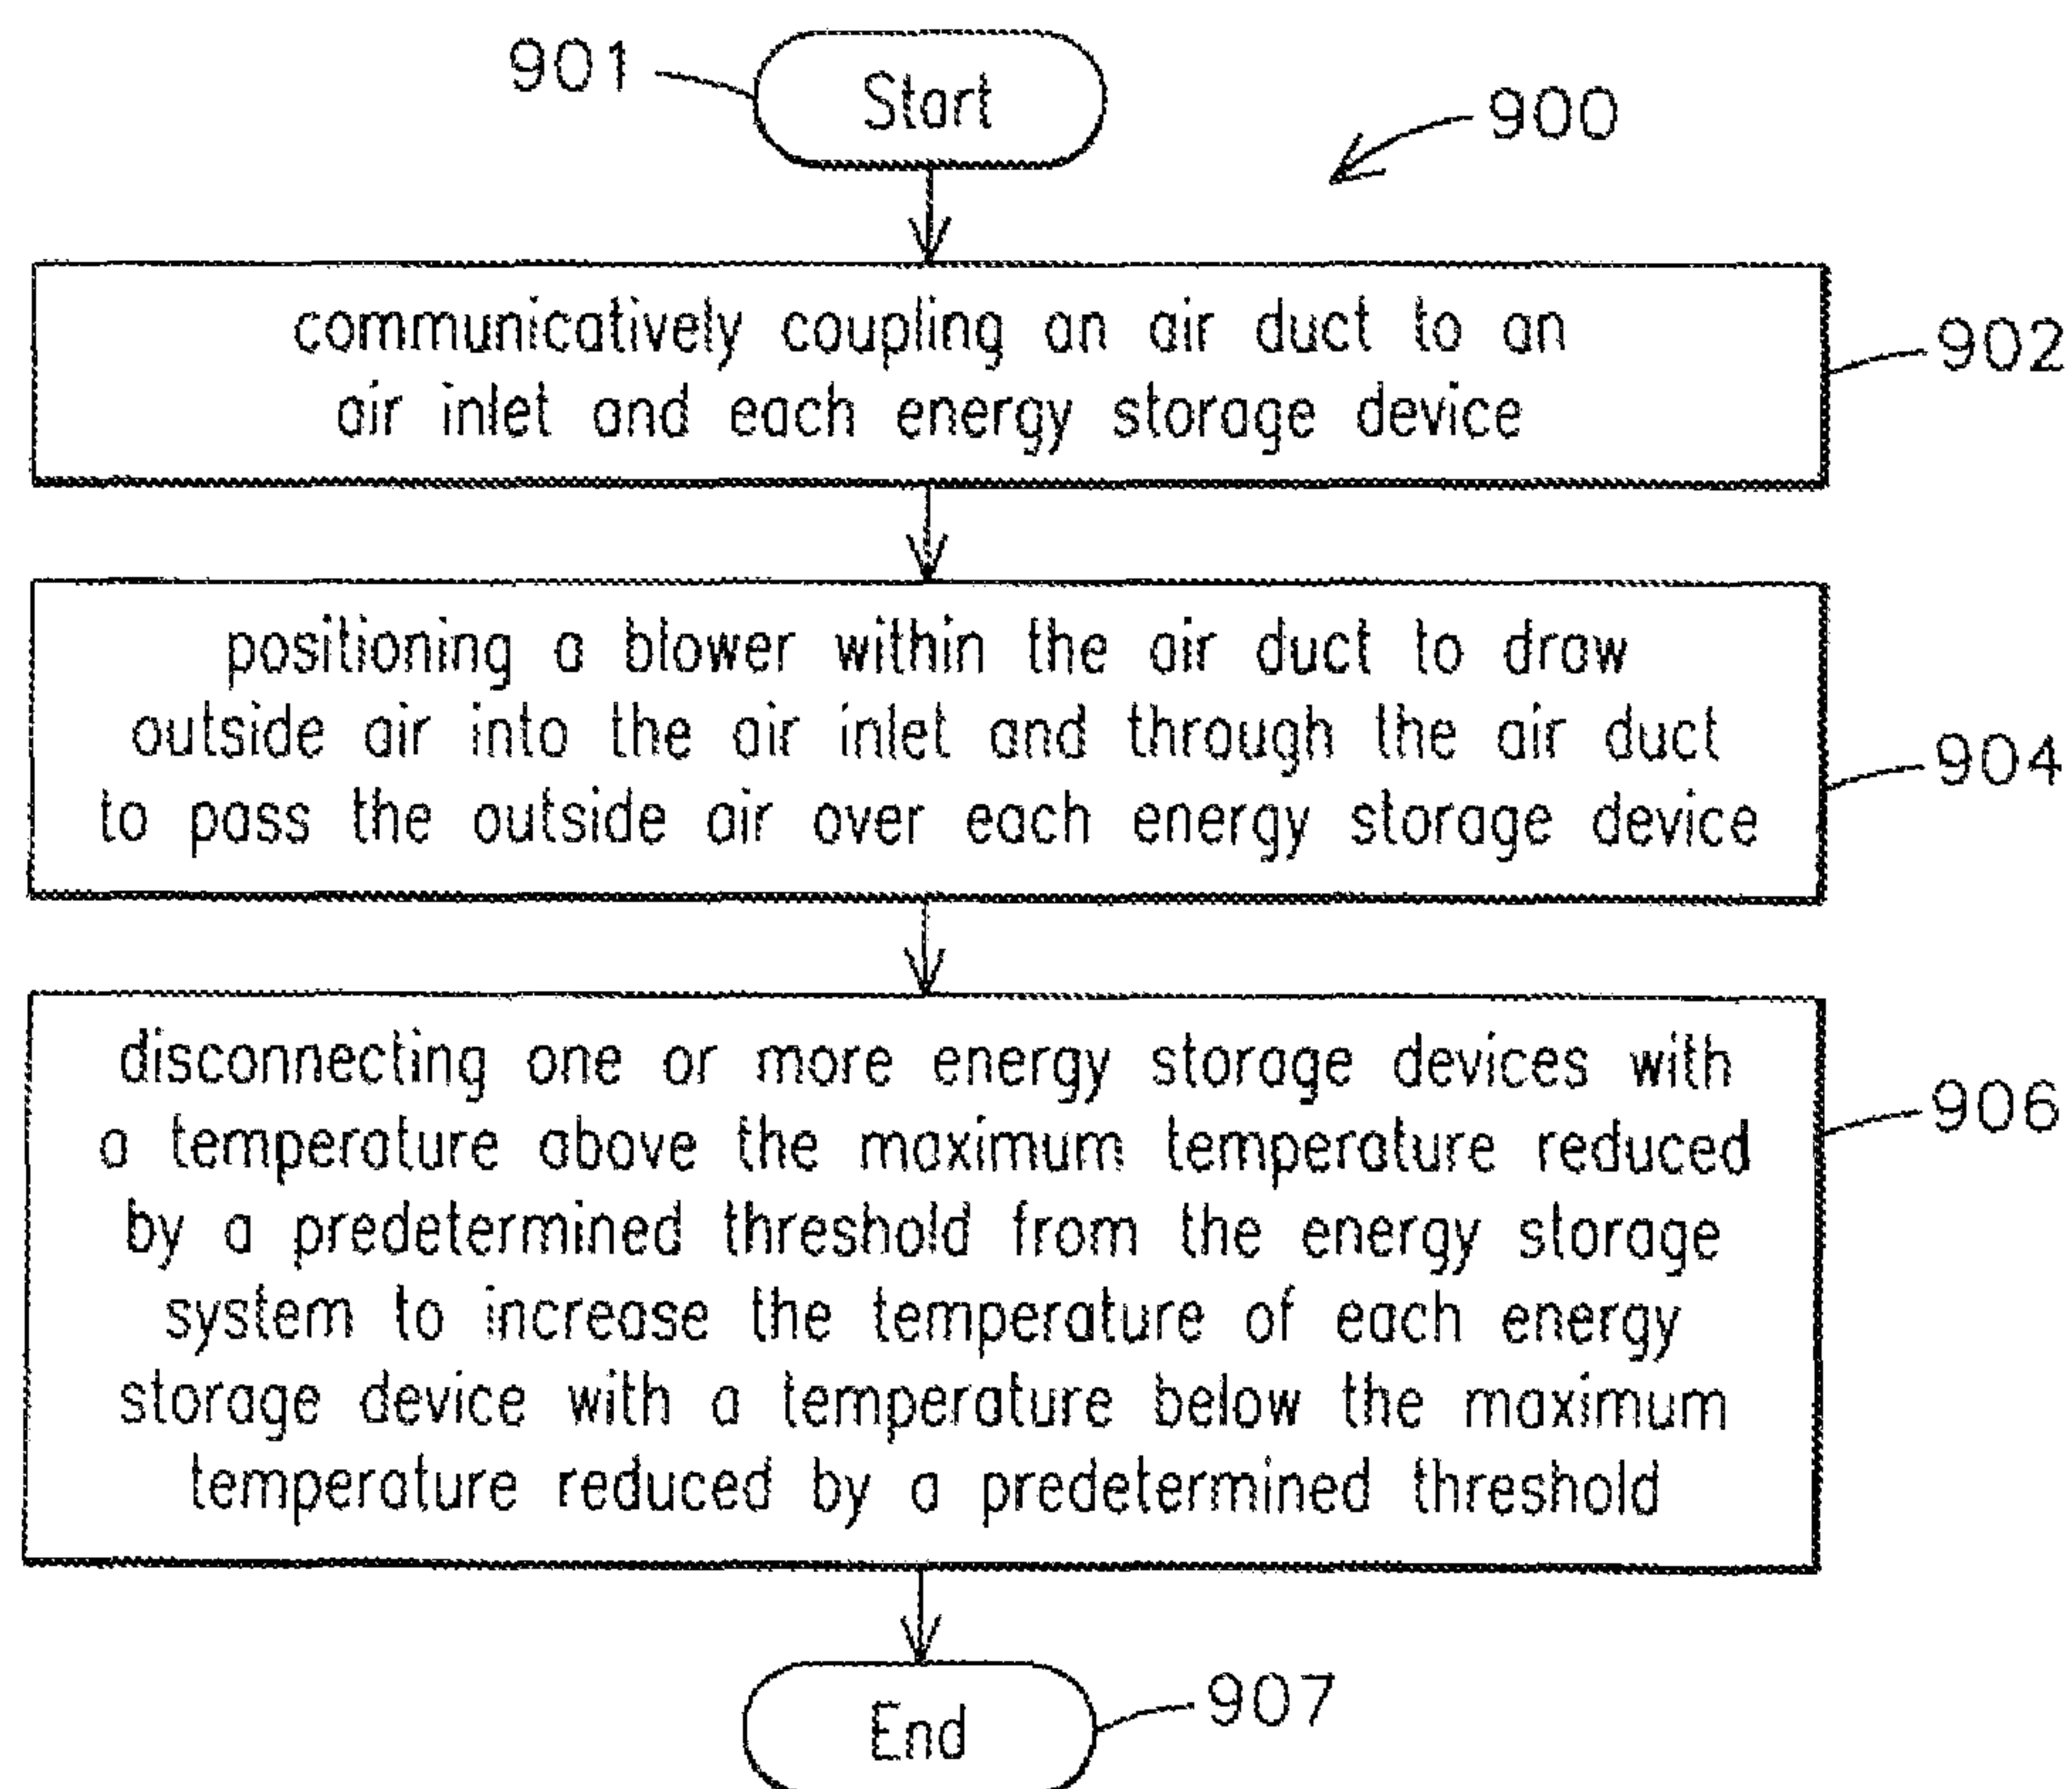 901
Start
900
communicatively coupling an air duct to an
air inlet and each energy storage device
902
positioning a blower within the air duct to draw
outside air into the air inlet and through the air duct
to pass the outside air over each energy storage device
904
disconnecting one or more energy storage devices with
a temperature above the maximum temperature reduced
by a predetermined threshold from the energy storage
system to increase the temperature of each energy
storage device with a temperature below the maximum
temperature reduced by a predetermined threshold
906
End
907